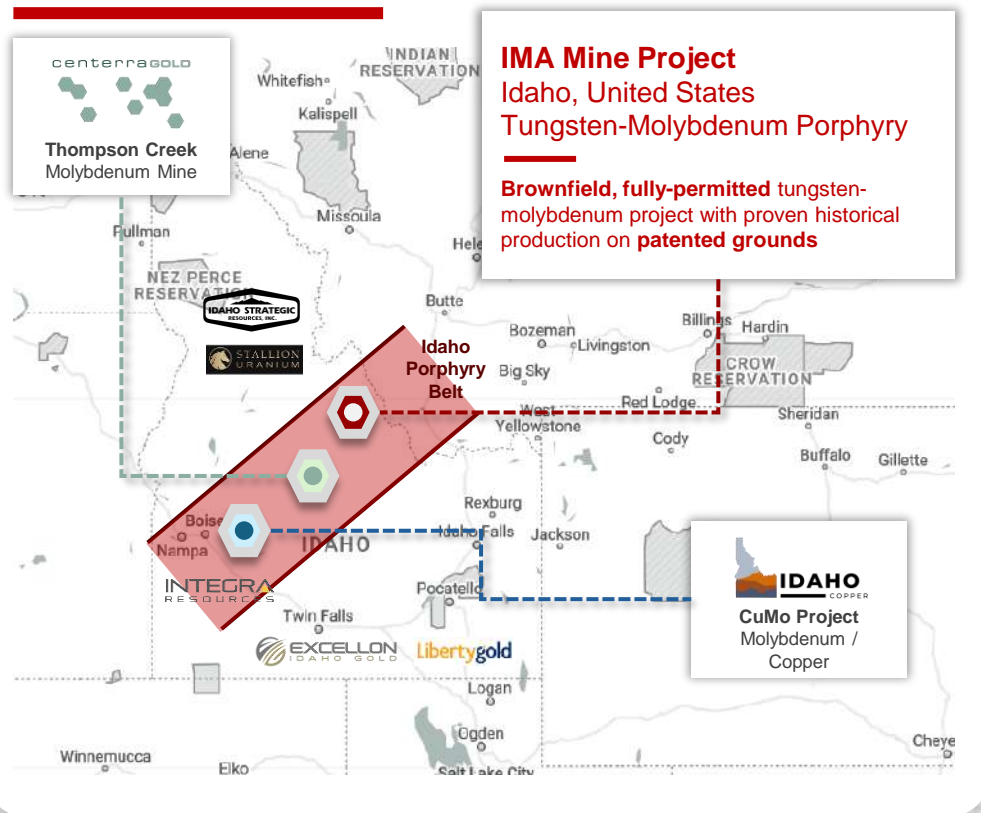 centerraGOLD
Thompson Creek
Molybdenum Mine
IMA Mine Project
Idaho, United States
Tungsten-Molybdenum Porphyry
Brownfield, fully-permitted tungsten-
molybdenum project with proven historical
production on patented grounds
INDIAN
RESERVATION
Whitefish
Kalispell
Alene
Missoula
Pullman
Hele
NEZ PERCE
RESERVATION
IDAHO STRATEGIC
RESOURCES, INC.
STALLION
URANIUM
Butte
Bozeman
Livingston
Billings
Hardin
Idaho
Porphyry
Belt
Big Sky
CROW
RESERVATION
West
Yellowstone
Red Lodge
Sheridan
Cody
Buffalo
Gillette
Rexburg
Boise
Nampa
IDAHO
Idaho Falls
Jackson
INTEGRA
RESOURCES
Pocatello
Twin Falls
EXCELLON
IDAHO GOLD
Libertygold
IDAHO
COPPER
CuMo Project
Molybdenum /
Copper
Logan
Ogden
Winnemucca
Elko
Salt Lake City
Cheye